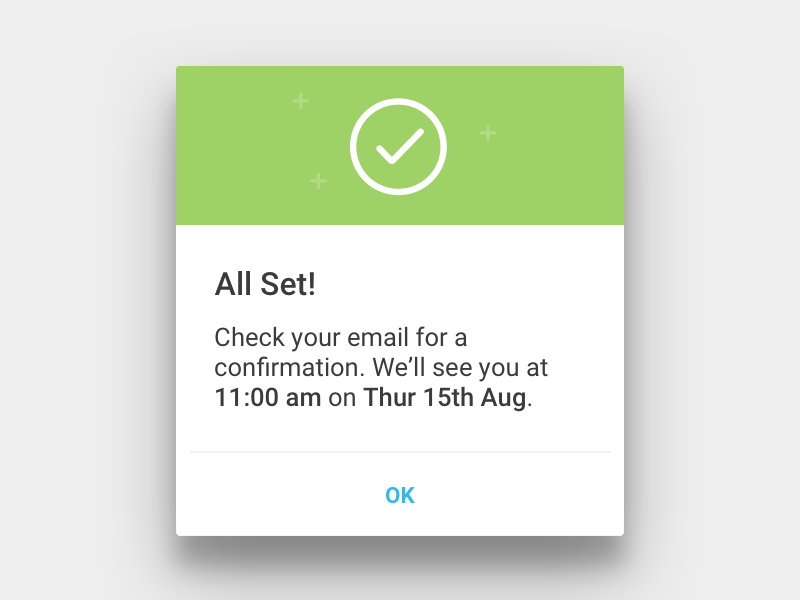 All Set!
Check your email for a
confirmation. We’ll see you at
11:00 am on Thur 15th Aug.
OK